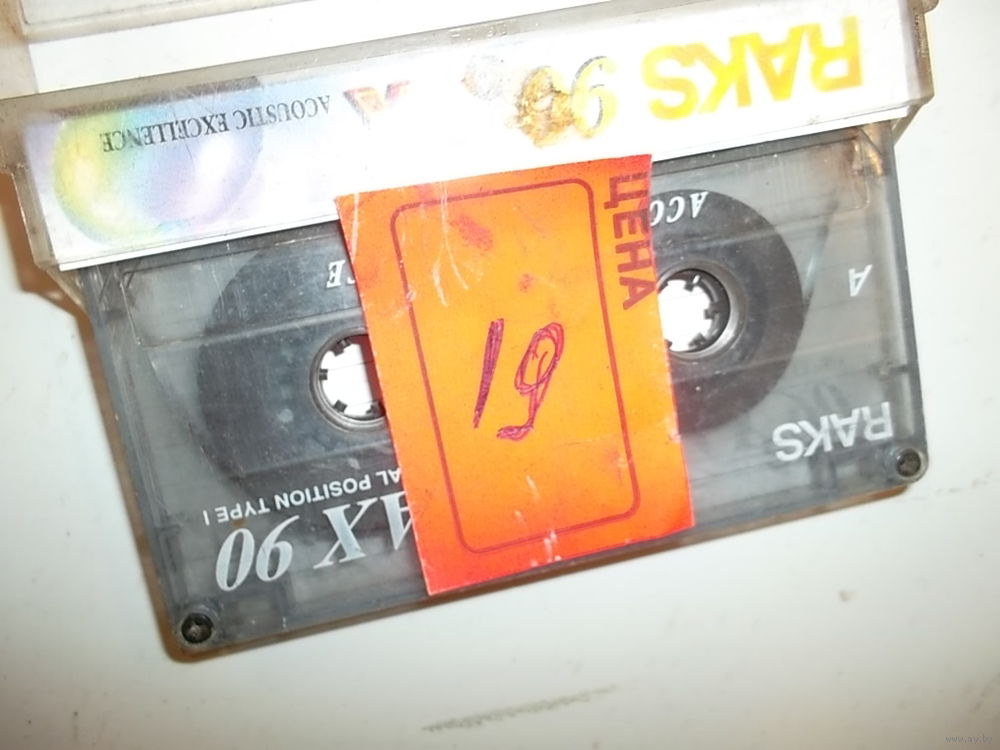 RAKS 90
ACOUSTIC EXCELLENCE
ЦЕНА
19
A
RAKS
AX 90
AL POSITION TYPE I